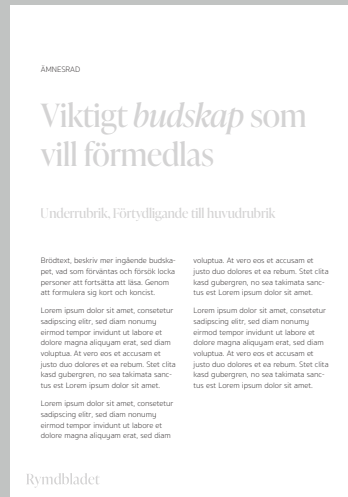 ÄMNESRAD
Viktigt budskap som
vill förmedlas
Underrubrik, Förtydligande till huvudrubrik
Brödtext, beskriv mer ingående budska-
pet, vad som förväntas och försök locka
personer att fortsätta att läsa. Genom
att formulera sig kort och koncist.
Lorem ipsum dolor sit amet, consetetur
sadipscing elitr, sed diam nonumy
eirmod tempor invidunt ut labore et
dolore magna aliquyam erat, sed diam
voluptua. At vero eos et accusam et
justo duo dolores et ea rebum. Stet clita
kasd gubergren, no sea takimata sanc-
tus est Lorem ipsum dolor sit amet.
Lorem ipsum dolor sit amet, consetetur
sadipscing elitr, sed diam nonumy
eirmod tempor invidunt ut labore et
dolore magna aliquyam erat, sed diam
voluptua. At vero eos et accusam et
justo duo dolores et ea rebum. Stet clita
kasd gubergren, no sea takimata sanc-
tus est Lorem ipsum dolor sit amet.
Lorem ipsum dolor sit amet, consetetur
sadipscing elitr, sed diam nonumy
eirmod tempor invidunt ut labore et
dolore magna aliquyam erat, sed diam
voluptua. At vero eos et accusam et
justo duo dolores et ea rebum. Stet clita
kasd gubergren, no sea takimata sanc-
tus est Lorem ipsum dolor sit amet.
Rymdbladet